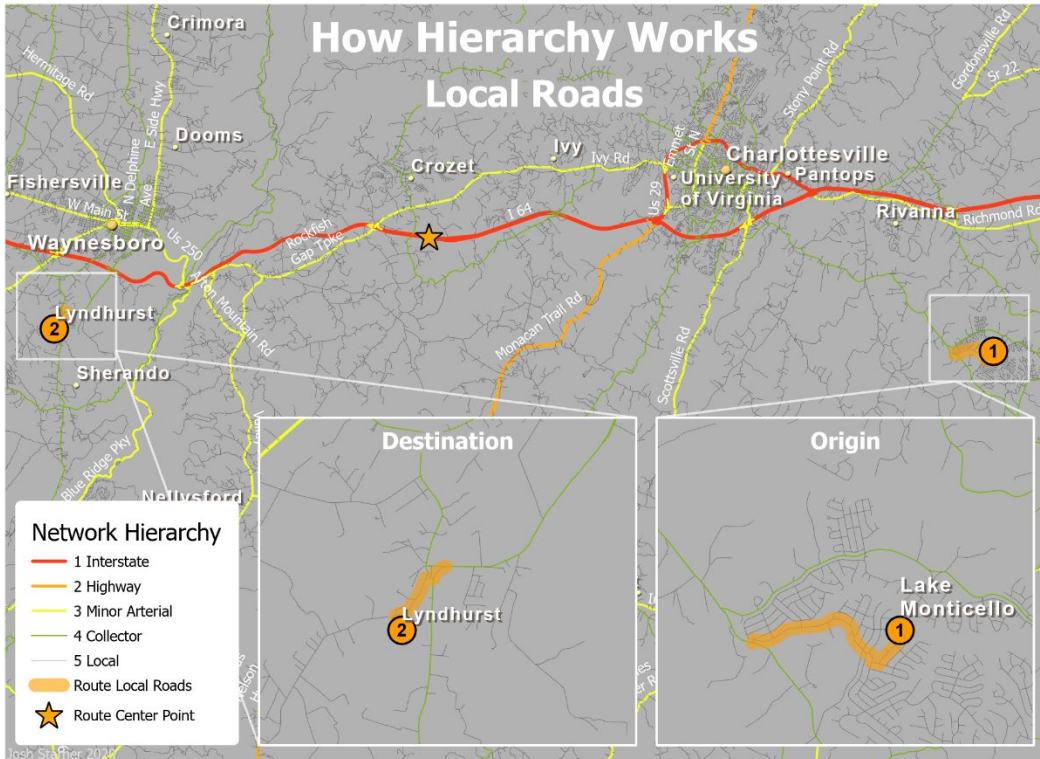 How Hierarchy Works
Local Roads
Crimora
Hermitage Rd
E Side Hwy
Dooms
N Delphine
Ave
Fishersville
W Main St
Waynesboro
Us 250
Rockfish
Gap Tpke
Afton Mountain Rd
Crozet
Ivy
Ivy Rd
I 64
Us 29
Emmet
St N
Charlottesville
University
of Virginia
Pantops
Stony Point Rd
Gordonsville Rd
Sr 22
Rivanna
Richmond Rd
Monacan Trail Rd
Scottsville Rd
Lyndhurst
2
Sherando
Blue Ridge Pky
Nellysford
1
Destination
Lyndhurst
2
Origin
Lake
Monticello
1
Network Hierarchy
1 Interstate
2 Highway
3 Minor Arterial
4 Collector
5 Local
Route Local Roads
Route Center Point